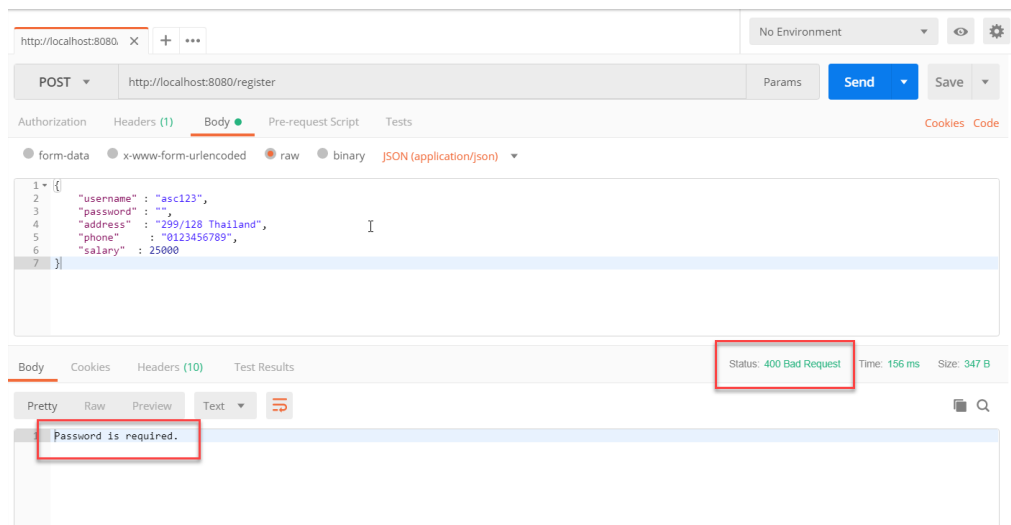 http://localhost:8080/ × + •••
No Environment
POST http://localhost:8080/register Params Send Save
Authorization Headers (1) Body Pre-request Script Tests Cookies Code
form-data x-www-form-urlencoded raw binary JSON (application/json)
1 {
2 "username" : "asc123",
3 "password" : "",
4 "address" : "299/128 Thailand",
5 "phone" : "0123456789",
6 "salary" : 25000
7 }
Body Cookies Headers (10) Test Results Status: 400 Bad Request Time: 156 ms Size: 347 B
Pretty Raw Preview Text
1 Password is required.